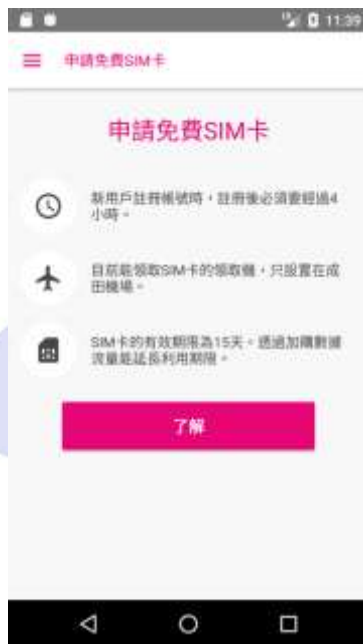 11:39
申請免費SIM卡
申請免費SIM卡
新用戶註冊帳號時，註冊後必須要經過4
小時。
目前能領取SIM卡的領取機，只設置在成
田機場。
SIM卡的有效期限為15天。透過加購數據
流量能延長利用期限。
了解